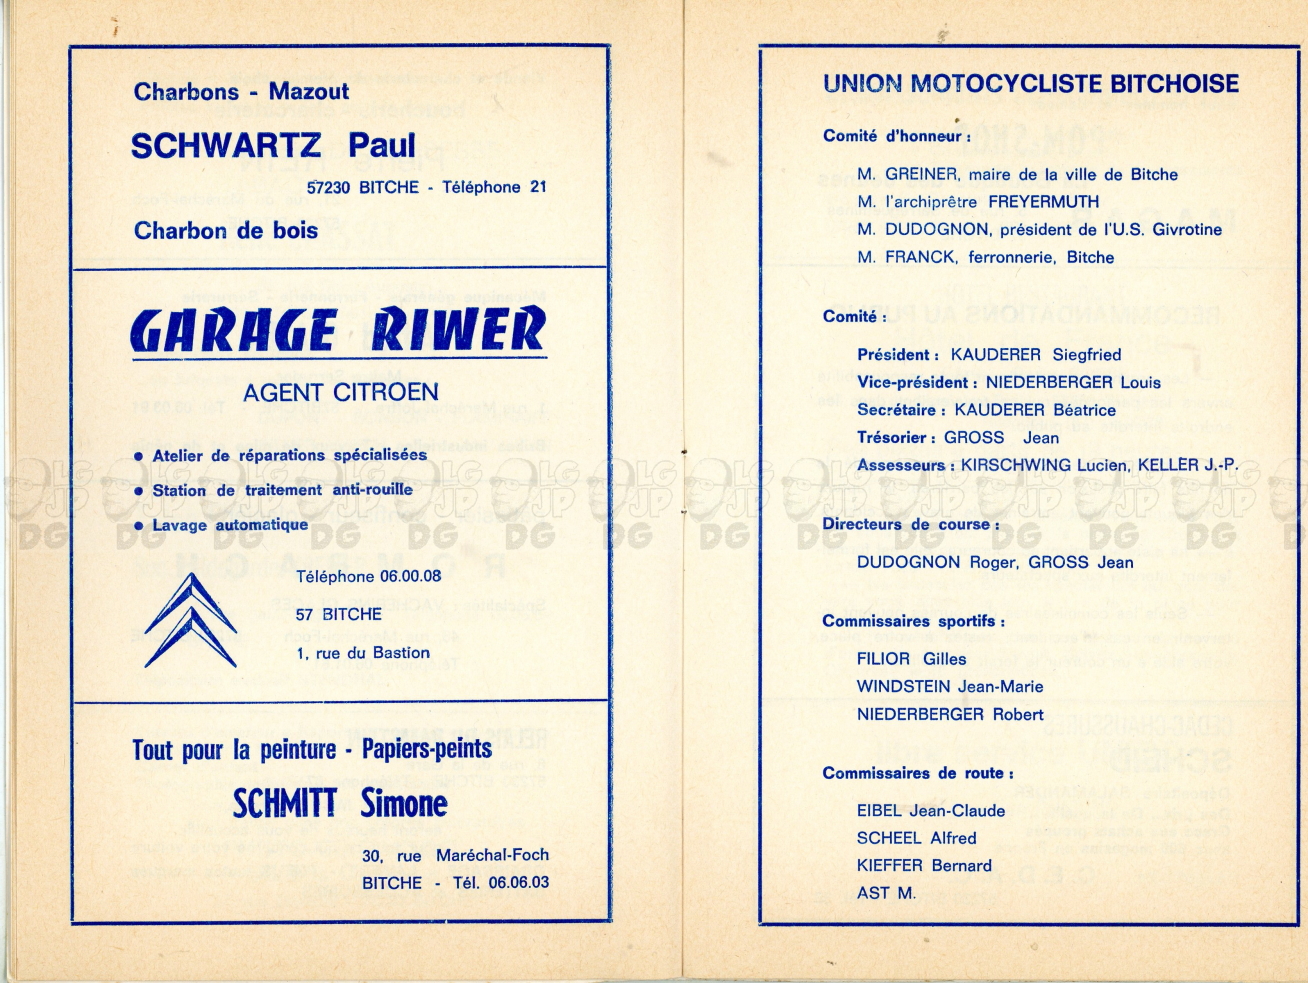 Charbons - Mazout
SCHWARTZ Paul
57230 BITCHE - Téléphone 21
Charbon de bois
GARAGE RIWER
AGENT CITROEN
● Atelier de réparations spécialisées
● Station de traitement anti-rouille
● Lavage automatique
Téléphone 06.00.08
57 BITCHE
1, rue du Bastion
Tout pour la peinture - Papiers-peints
SCHMITT Simone
30, rue Maréchal-Foch
BITCHE - Tél. 06.06.03
UNION MOTOCYCLISTE BITCHOISE
Comité d'honneur :
M. GREINER, maire de la ville de Bitche
M. l'archiprêtre FREYERMUTH
M. DUDOGNON, président de l'U.S. Givrotine
M. FRANCK, ferronnerie, Bitche
Comité :
Président : KAUDERER Siegfried
Vice-président : NIEDERBERGER Louis
Secrétaire : KAUDERER Béatrice
Trésorier : GROSS Jean
Assesseurs : KIRSCHWING Lucien, KELLER J.-P.
Directeurs de course :
DUDOGNON Roger, GROSS Jean
Commissaires sportifs :
FILIOR Gilles
WINDSTEIN Jean-Marie
NIEDERBERGER Robert
Commissaires de route :
EIBEL Jean-Claude
SCHEEL Alfred
KIEFFER Bernard
AST M.